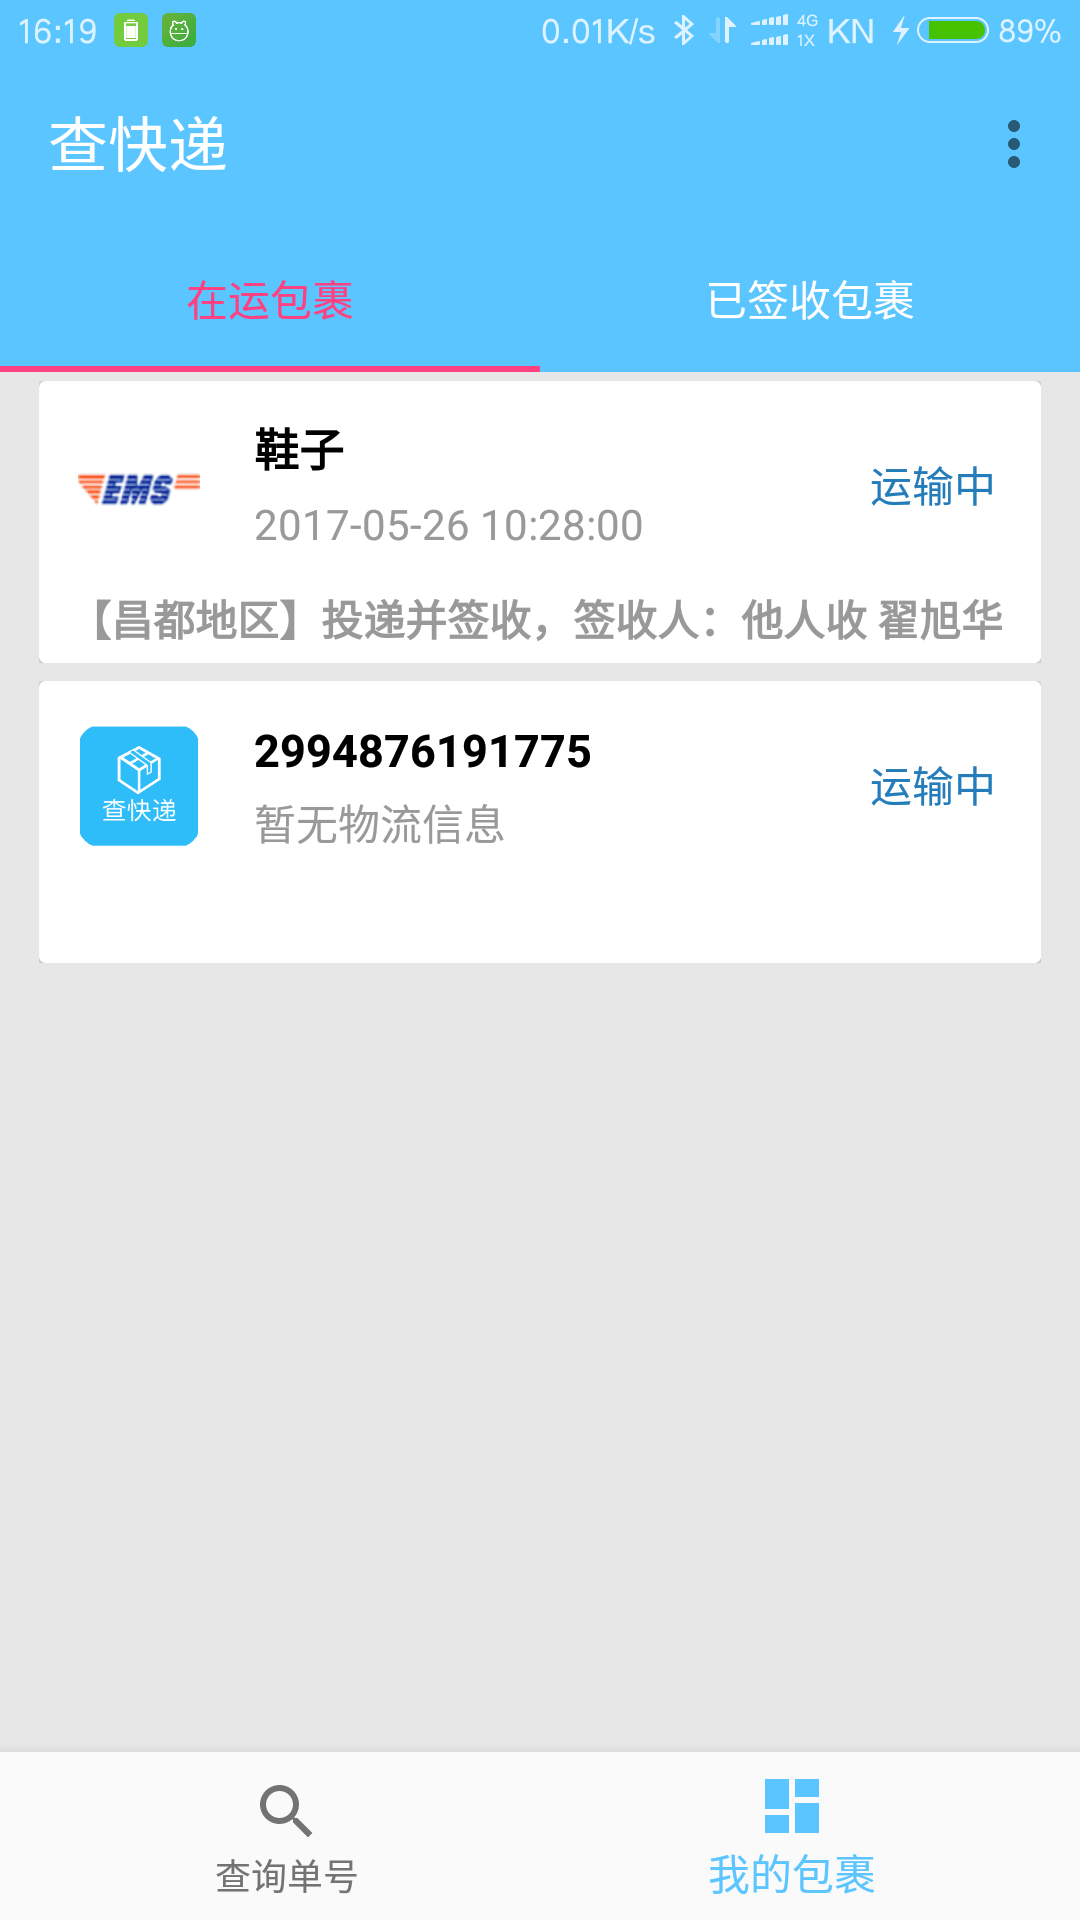 16:19 0.01K/s 4G 1X KN 89%
查快递
在运包裹 已签收包裹
鞋子
EMS 运输中
2017-05-26 10:28:00
【昌都地区】投递并签收，签收人：他人收 翟旭华
2994876191775
查快递 运输中
暂无物流信息
查询单号 我的包裹